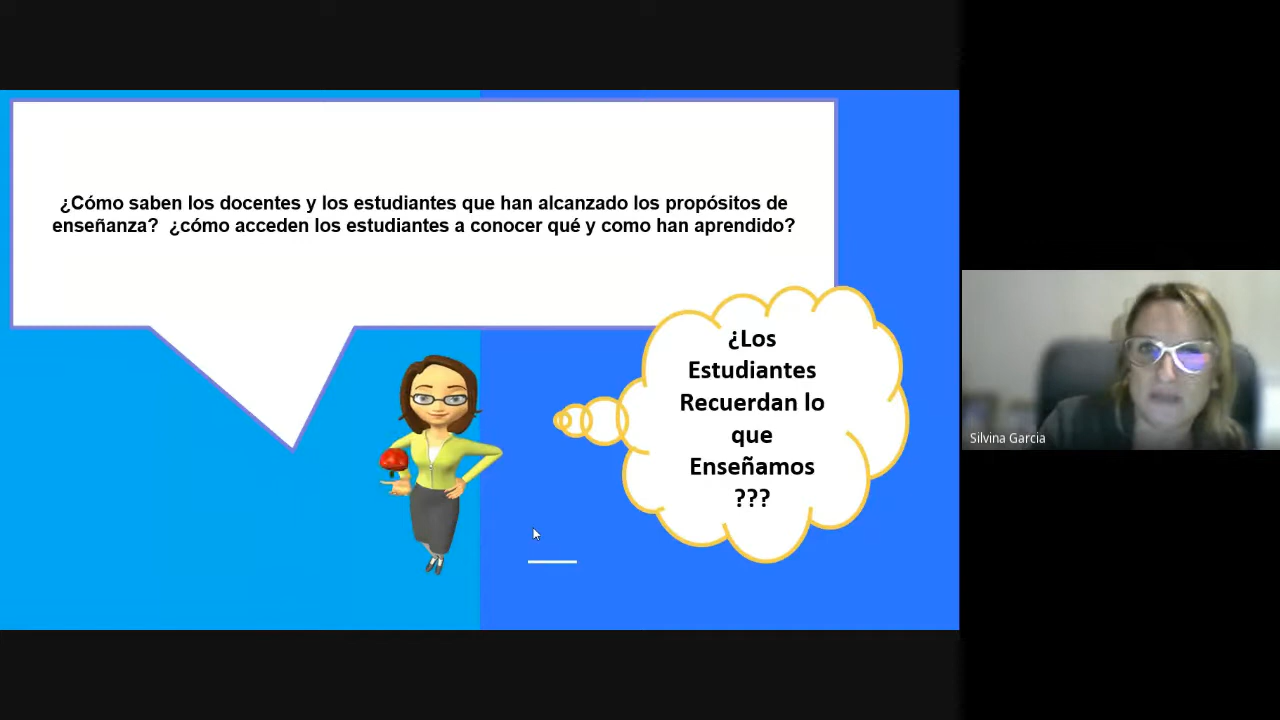 ¿Cómo saben los docentes y los estudiantes que han alcanzado los propósitos de
enseñanza?  ¿cómo acceden los estudiantes a conocer qué y como han aprendido?
¿Los
Estudiantes
Recuerdan lo
que
Enseñamos
???
Silvina Garcia